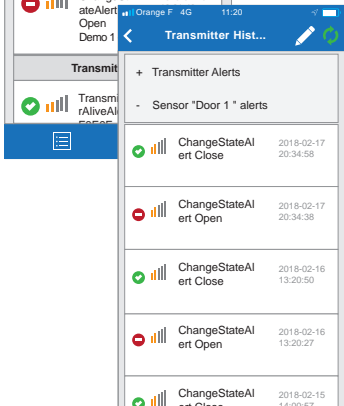 ateAlert
Open
Demo 1
Transmit
Transmi
rAliveAl
Orange F 4G 11:20
Transmitter Hist...
+ Transmitter Alerts
- Sensor "Door 1 " alerts
ChangeStateAl
ert Close
2018-02-17
20:34:58
ChangeStateAl
ert Open
2018-02-17
20:34:38
ChangeStateAl
ert Close
2018-02-16
13:20:50
ChangeStateAl
ert Open
2018-02-16
13:20:27
ChangeStateAl
ert Close
2018-02-15